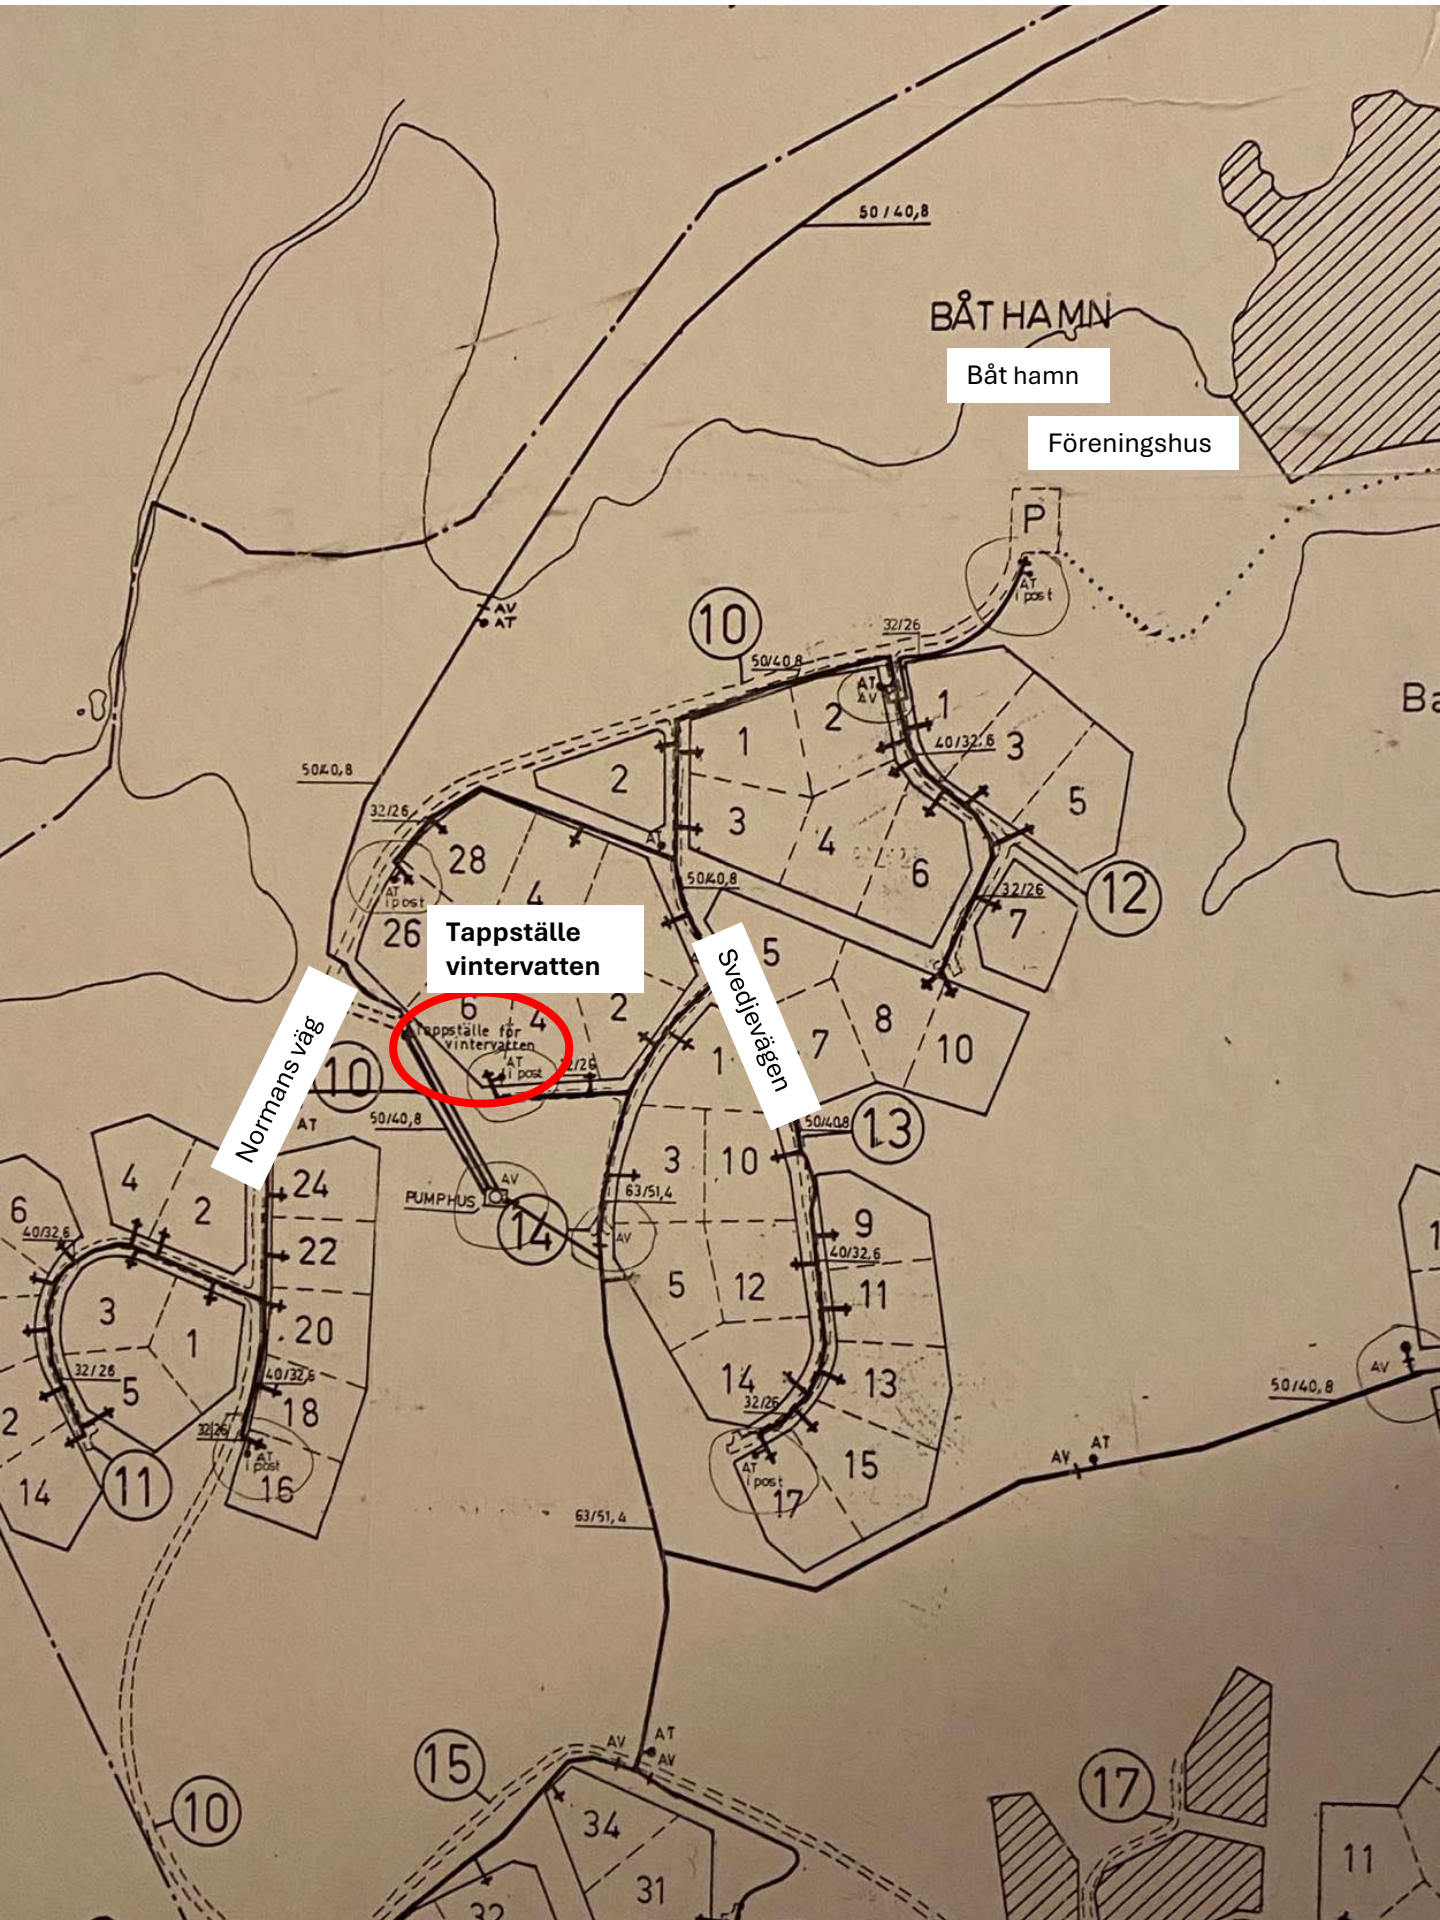 50/40,8
BÅTHAMN
Båt hamn
Föreningshus
P
AT
i post
AV
AT
10
32/26
50/40,8
AT
AV
1
2
1
40/32,6
3
50/40,8
2
1
5
32/26
3
4
28
AT
6
50/40,8
12
32/26
AT
i post
4
7
26
Tappställe
vintervatten
Svedjevägen
5
6
4
2
8
Tappställe för
vintervatten
7
10
1
AT
i post
32/26
Normans väg
10
50/40,8
AT
50/40,8
13
3
10
4
24
AV
63/51,4
PUMPHUS
2
6
14
AV
9
40/32,6
22
40/32,6
5
12
11
3
20
1
AV
32/26
5
40/32,6
14
13
50/40,8
2
18
32/26
32/26
AT
AV
AT
i post
11
14
16
AT
i post
15
17
63/51,4
AV
AT
AV
15
17
10
34
11
31
32